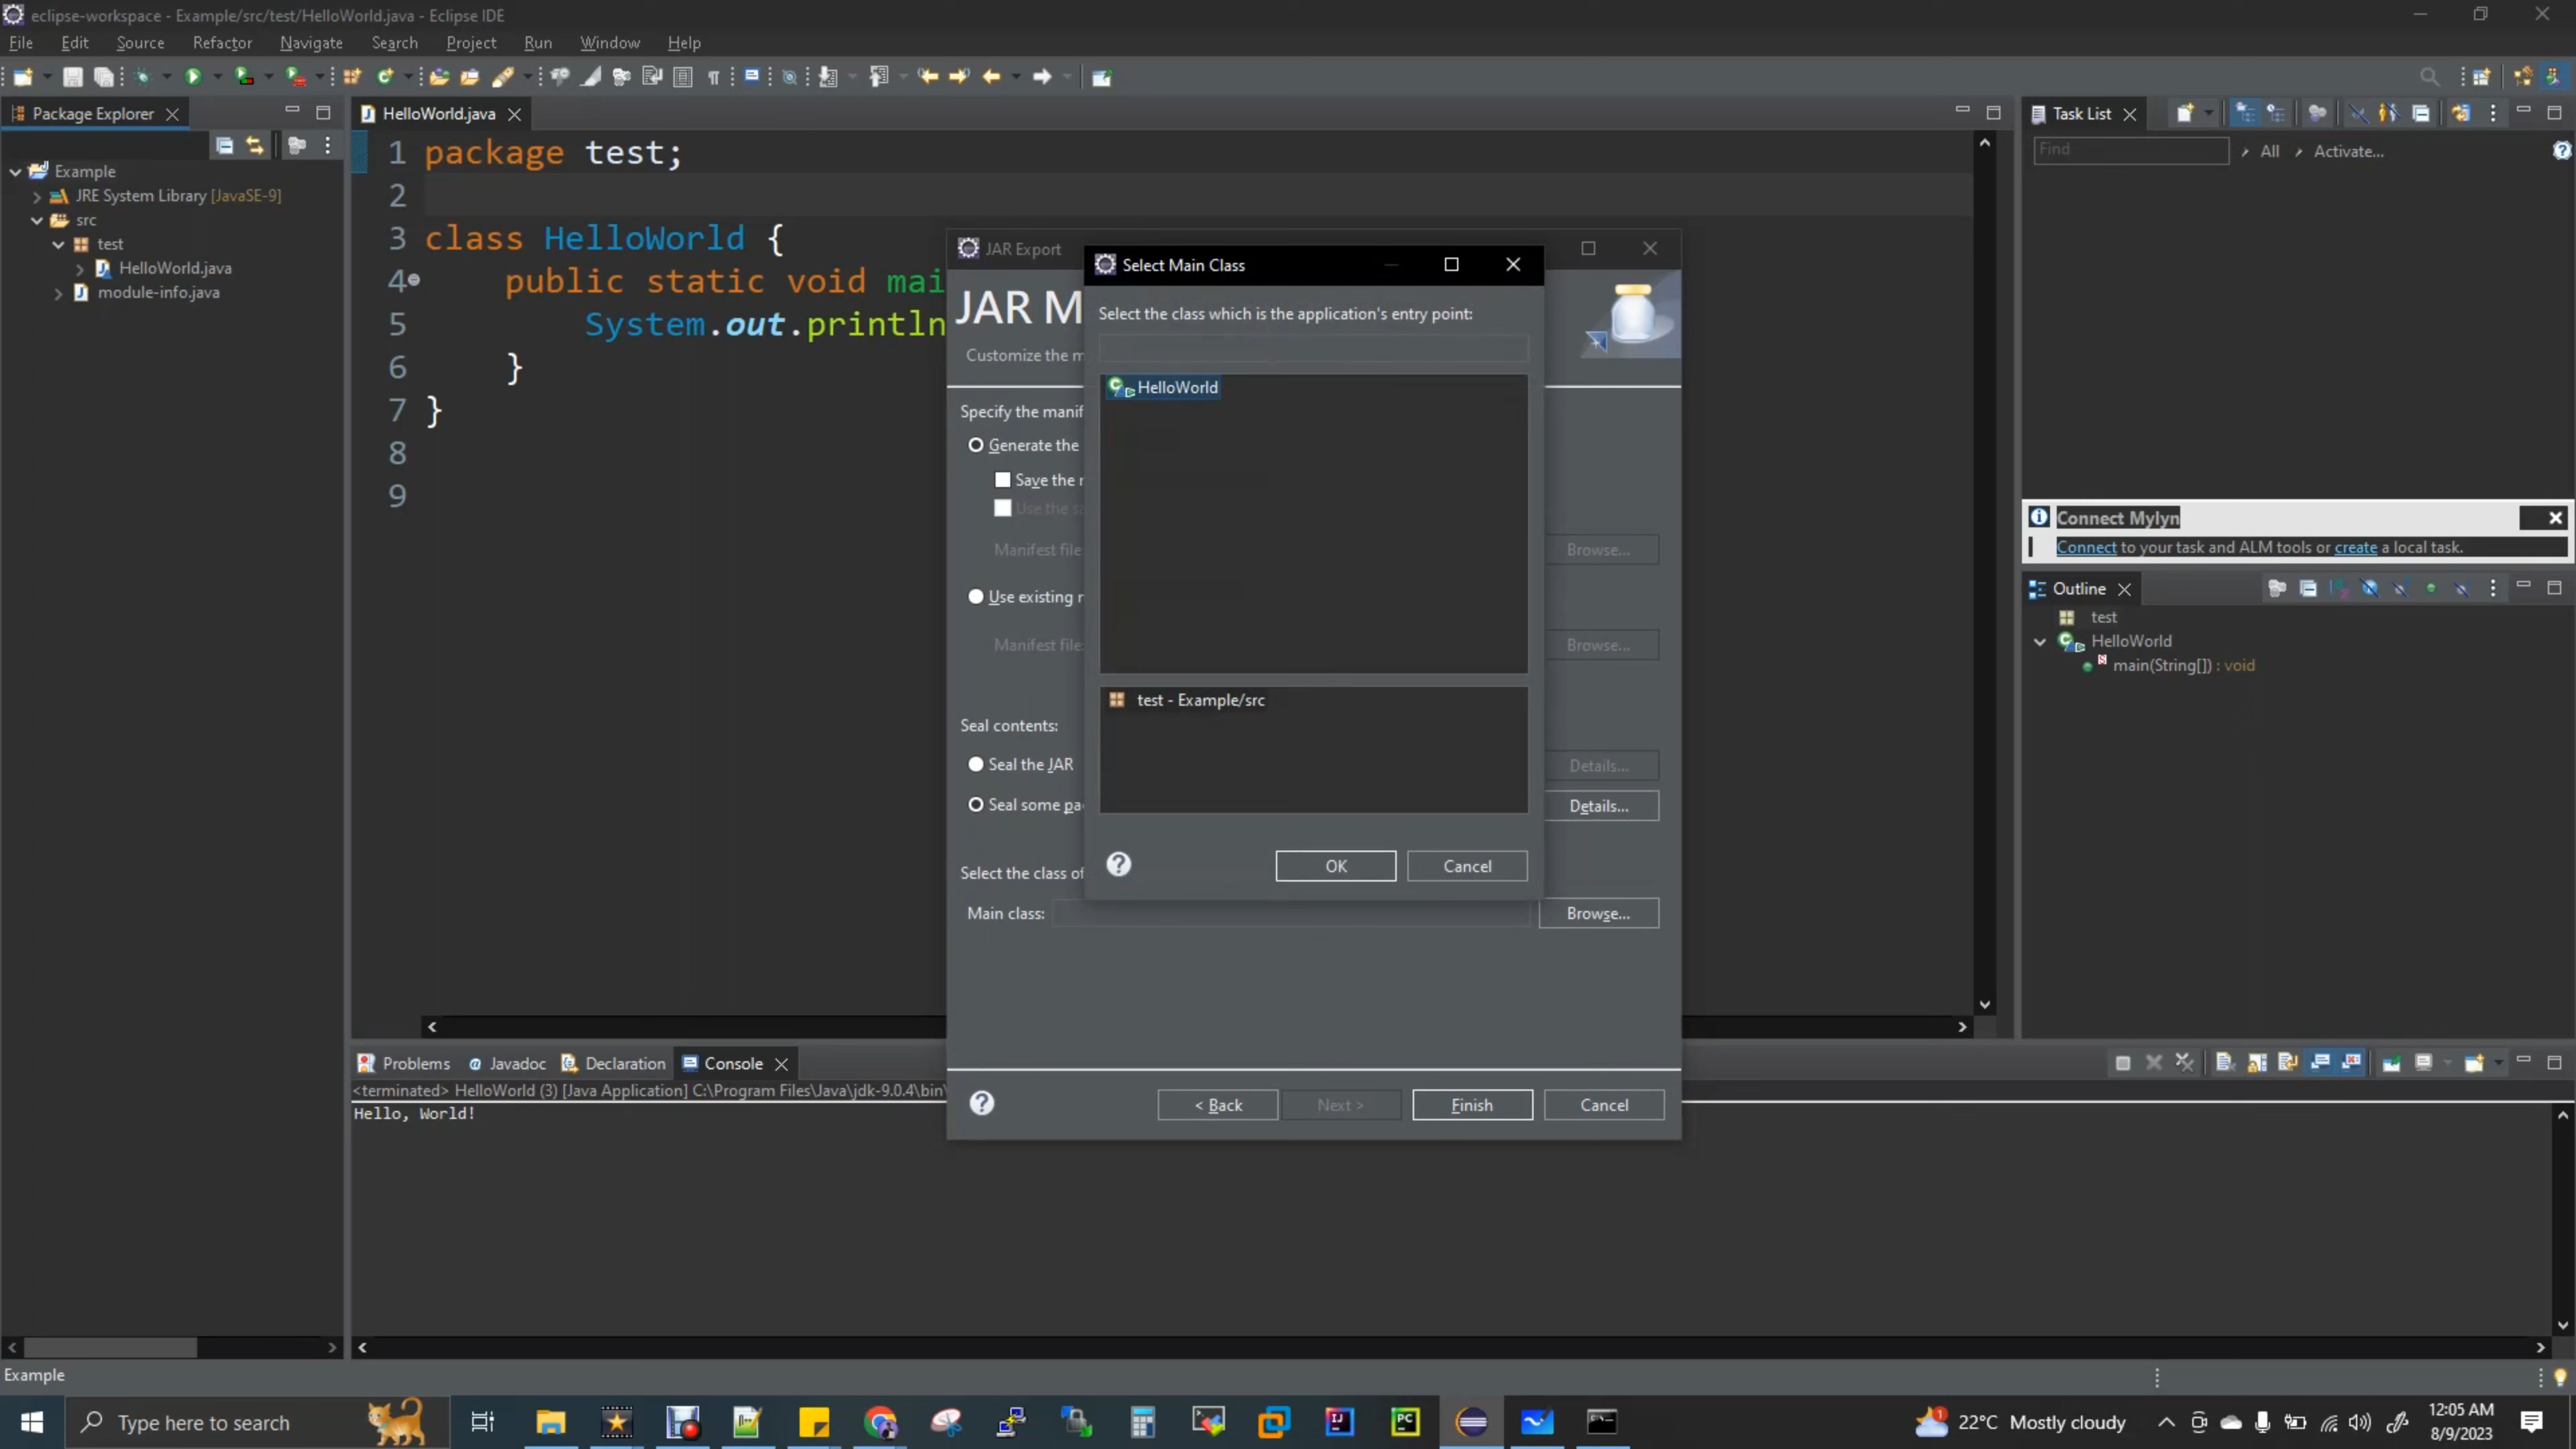 eclipse-workspace - Example/src/test/HelloWorld.java - Eclipse IDE
File Edit Source Refactor Navigate Search Project Run Window Help
Package Explorer
Example
JRE System Library [JavaSE-9]
src
test
HelloWorld.java
module-info.java
HelloWorld.java
1 package test;
2
3 class HelloWorld {
4 public static void mai
5 System.out.println
6 }
7 }
8
9
JAR Export
JAR M
Customize the m
Specify the manif
Generate the
Save the r
Use the sa
Manifest file:
Browse...
Use existing r
Manifest file:
Browse...
Seal contents:
Seal the JAR
Details...
Seal some pa
Details...
Select the class of
Main class:
Browse...
< Back Next > Finish Cancel
Select Main Class
Select the class which is the application's entry point:
HelloWorld
test - Example/src
OK Cancel
Task List
Find
All
Activate...
Connect Mylyn
Connect to your task and ALM tools or create a local task.
Outline
test
HelloWorld
main(String[]) : void
Problems Javadoc Declaration Console
<terminated> HelloWorld (3) [Java Application] C:\Program Files\Java\jdk-9.0.4\bin\
Hello, World!
Example
Type here to search
22°C Mostly cloudy
12:05 AM
8/9/2023